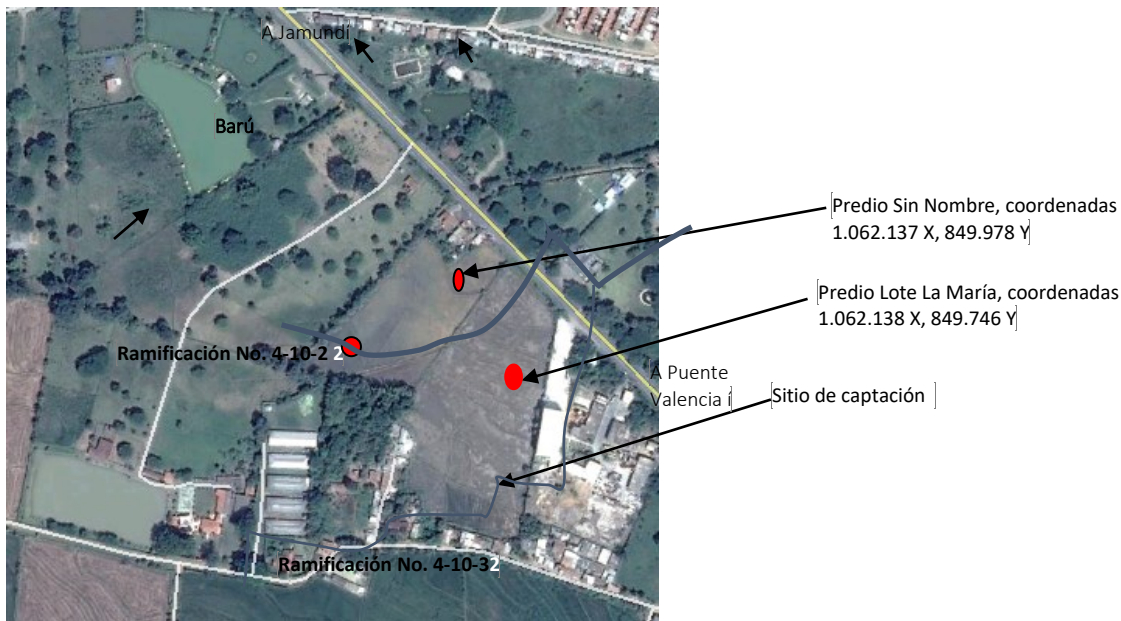 A Jamundí
Barú
Predio Sin Nombre, coordenadas
1.062.137 X, 849.978 Y
Predio Lote La María, coordenadas
1.062.138 X, 849.746 Y
Ramificación No. 4-10-2 2
A Puente
Valencia í
Sitio de captación
Ramificación No. 4-10-32